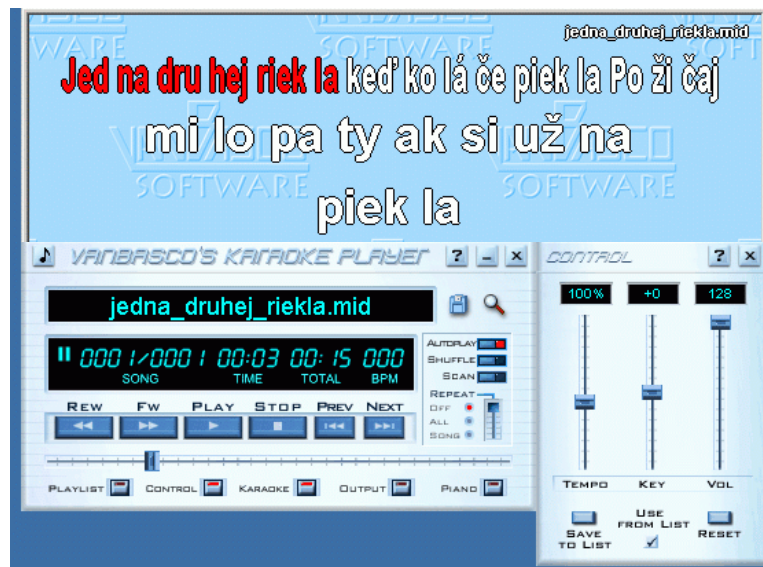 jedna_druhej_riekla.mid
Jed na dru hej riek la keď ko lá če piek la Po ži čaj
mi lo pa ty ak si už na
piek la
VANBASCO SOFTWARE
VANBASCO'S KARAOKE PLAYER ? _ x
jedna_druhej_riekla.mid
0001/0001 00:03 00:15 000
SONG TIME TOTAL BPM
REW FW PLAY STOP PREV NEXT
AUTOPLAY
SHUFFLE
SCAN
REPEAT
OFF
ALL
SONG
PLAYLIST CONTROL KARAOKE OUTPUT PIANO
CONTROL ? x
100% +0 128
TEMPO KEY VOL
SAVE TO LIST
USE FROM LIST
RESET